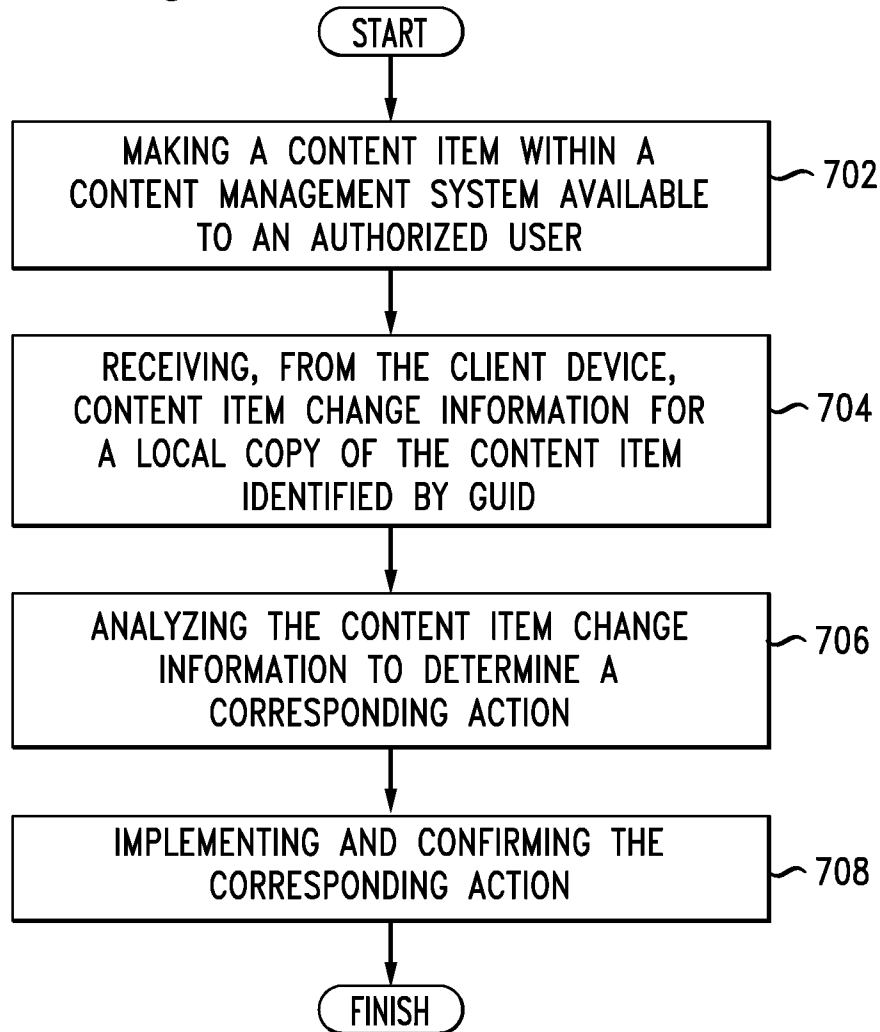 START
MAKING A CONTENT ITEM WITHIN A
CONTENT MANAGEMENT SYSTEM AVAILABLE
TO AN AUTHORIZED USER
702
RECEIVING, FROM THE CLIENT DEVICE,
CONTENT ITEM CHANGE INFORMATION FOR
A LOCAL COPY OF THE CONTENT ITEM
IDENTIFIED BY GUID
704
ANALYZING THE CONTENT ITEM CHANGE
INFORMATION TO DETERMINE A
CORRESPONDING ACTION
706
IMPLEMENTING AND CONFIRMING THE
CORRESPONDING ACTION
708
FINISH